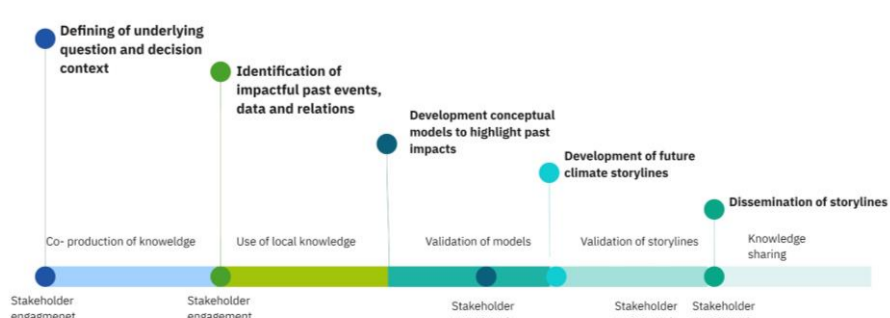 Defining of underlying
question and decision
context
Identification of
impactful past events,
data and relations
Development conceptual
models to highlight past
impacts
Development of future
climate storylines
Dissemination of storylines
Co- production of knoweldge
Use of local knowledge
Validation of models
Validation of storylines
Knowledge
sharing
Stakeholder
engagmenet
Stakeholder
engagement
Stakeholder
Stakeholder
Stakeholder